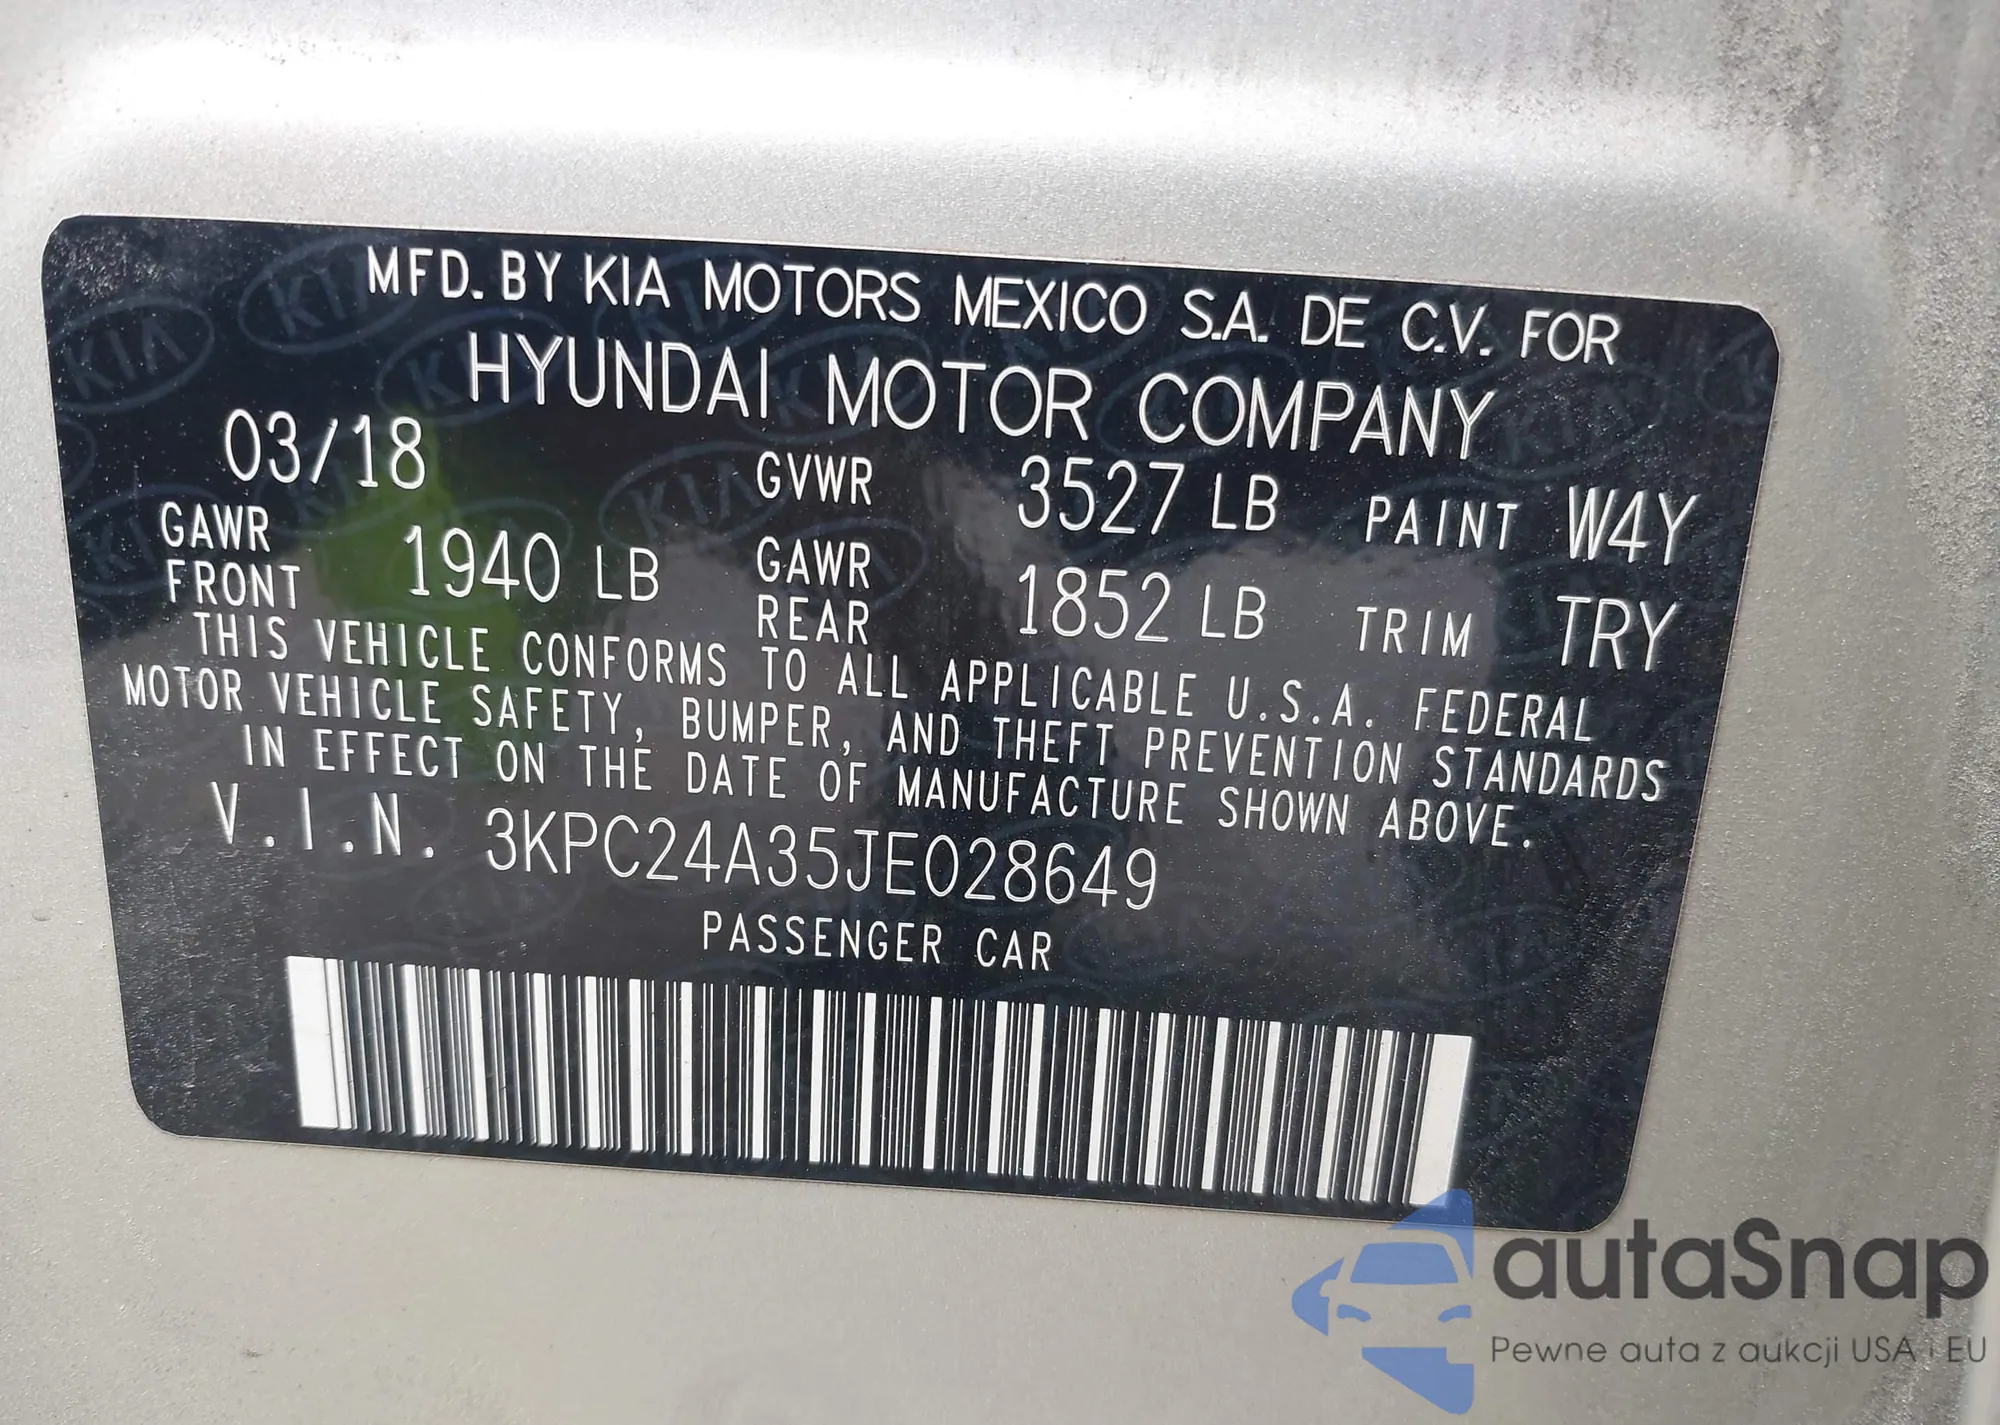 MFD. BY KIA MOTORS MEXICO S.A. DE C.V. FOR
HYUNDAI MOTOR COMPANY
03/18 GVWR 3527 LB PAINT W4Y
GAWR FRONT 1940 LB GAWR REAR 1852 LB TRIM TRY
THIS VEHICLE CONFORMS TO ALL APPLICABLE U.S.A. FEDERAL
MOTOR VEHICLE SAFETY, BUMPER, AND THEFT PREVENTION STANDARDS
IN EFFECT ON THE DATE OF MANUFACTURE SHOWN ABOVE.
V.I.N. 3KPC24A35JE028649
PASSENGER CAR
autaSnap
Pewne auta z aukcji USA i EU